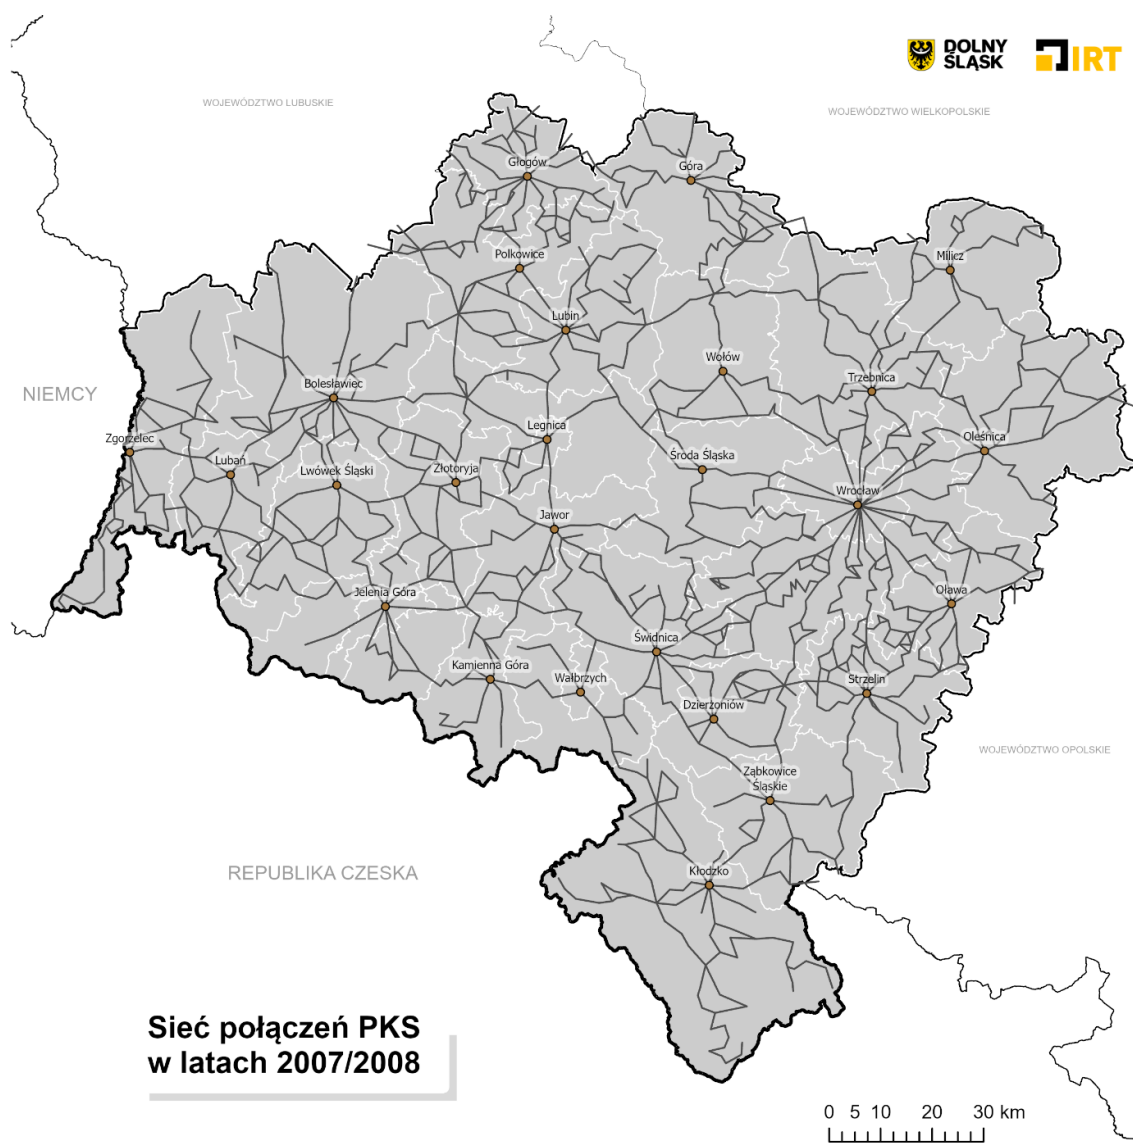 DOLNY
ŚLĄSK
IRT
WOJEWÓDZTWO LUBUSKIE
WOJEWÓDZTWO WIELKOPOLSKIE
Głogów
Góra
Polkowice
Milicz
Lubin
Wołów
Trzebnica
Bolesławiec
NIEMCY
Zgorzelec
Legnica
Oleśnica
Lubań
Lwówek Śląski
Złotoryja
Środa Śląska
Wrocław
Jawor
Jelenia Góra
Oława
Świdnica
Kamienna Góra
Wałbrzych
Strzelin
Dzierżoniów
WOJEWÓDZTWO OPOLSKIE
Ząbkowice
Śląskie
REPUBLIKA CZESKA
Kłodzko
Sieć połączeń PKS
w latach 2007/2008
0 5 10 20 30 km